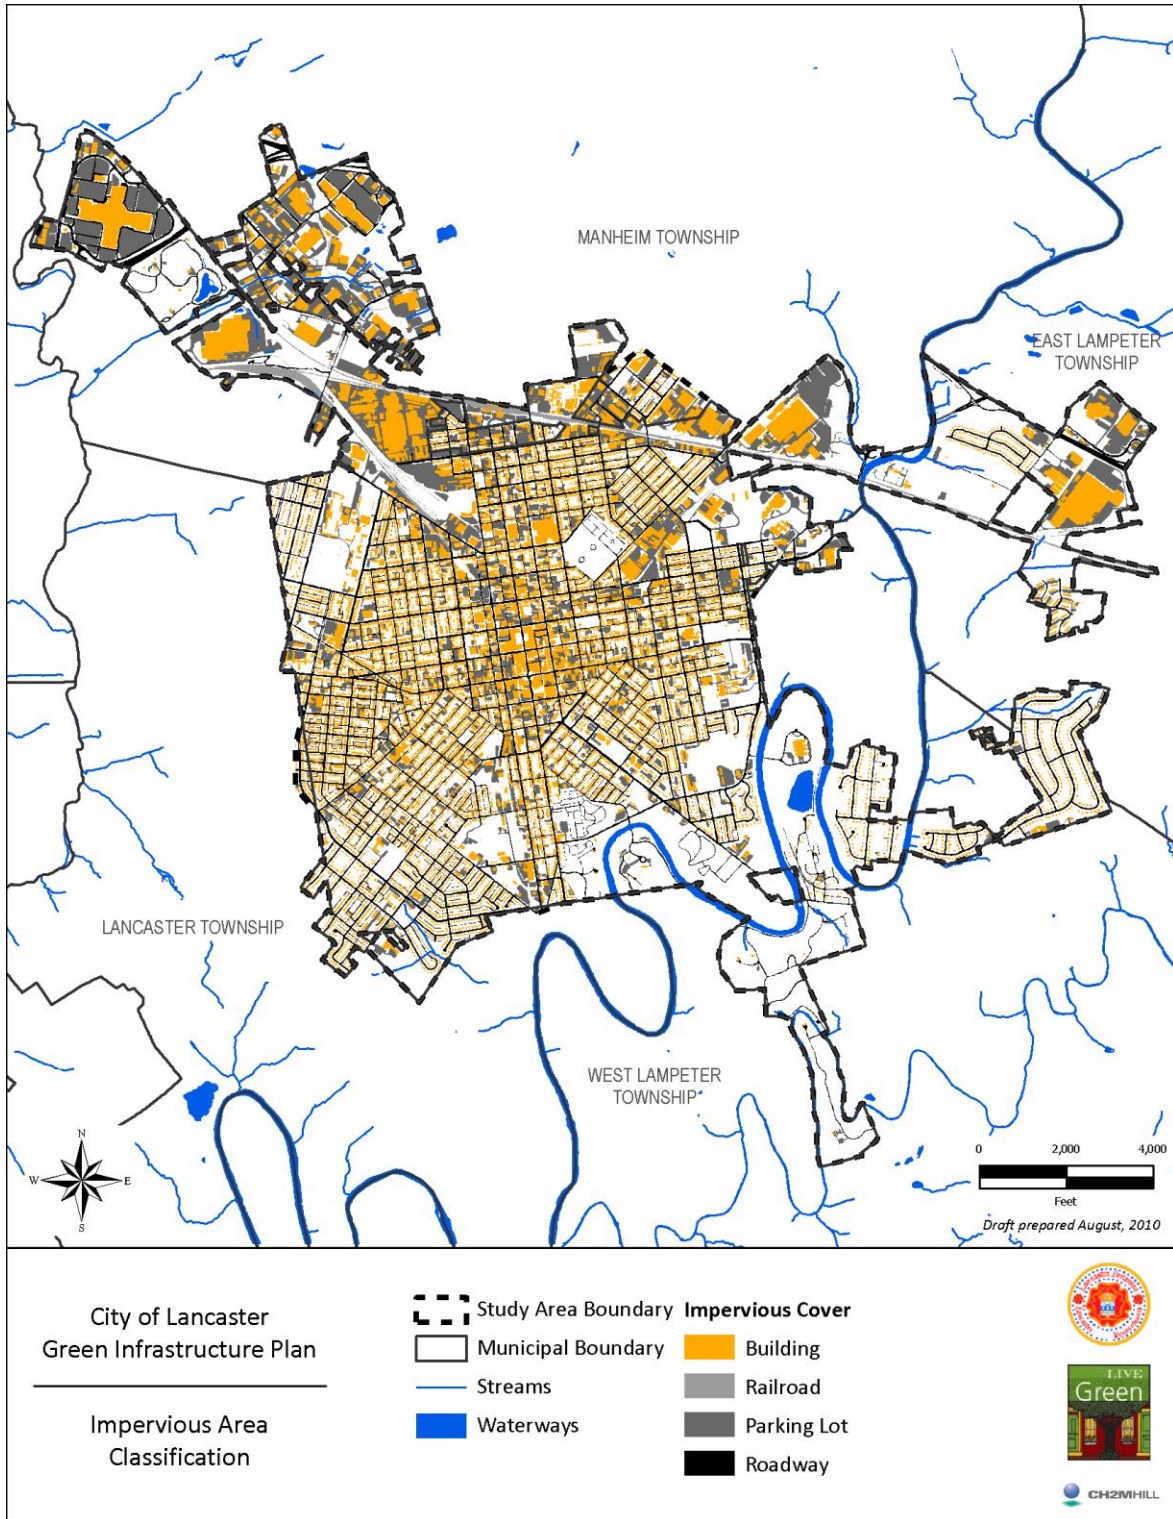 MANHEIM TOWNSHIP
EAST LAMPETER
TOWNSHIP
LANCASTER TOWNSHIP
WEST LAMPETER
TOWNSHIP
N
W
E
S
0 2,000 4,000
Feet
Draft prepared August, 2010
City of Lancaster
Green Infrastructure Plan
Impervious Area
Classification
Study Area Boundary
Municipal Boundary
Streams
Waterways
Impervious Cover
Building
Railroad
Parking Lot
Roadway
LIVE
Green
CH2MHILL